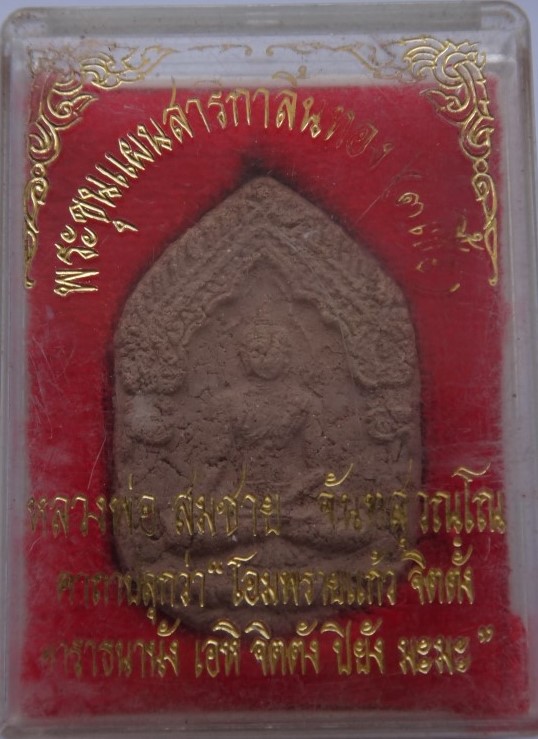 พระขุนแผนสาริกาลิ้นทอง
หลวงพ่อ สมชาย จันทสุวณฺโณ
คาถาปลุกว่า "โอมพรายแก้ว จิตตัง
อาราธนานัง เอหิ จิตตัง ปิยัง มะมะ"